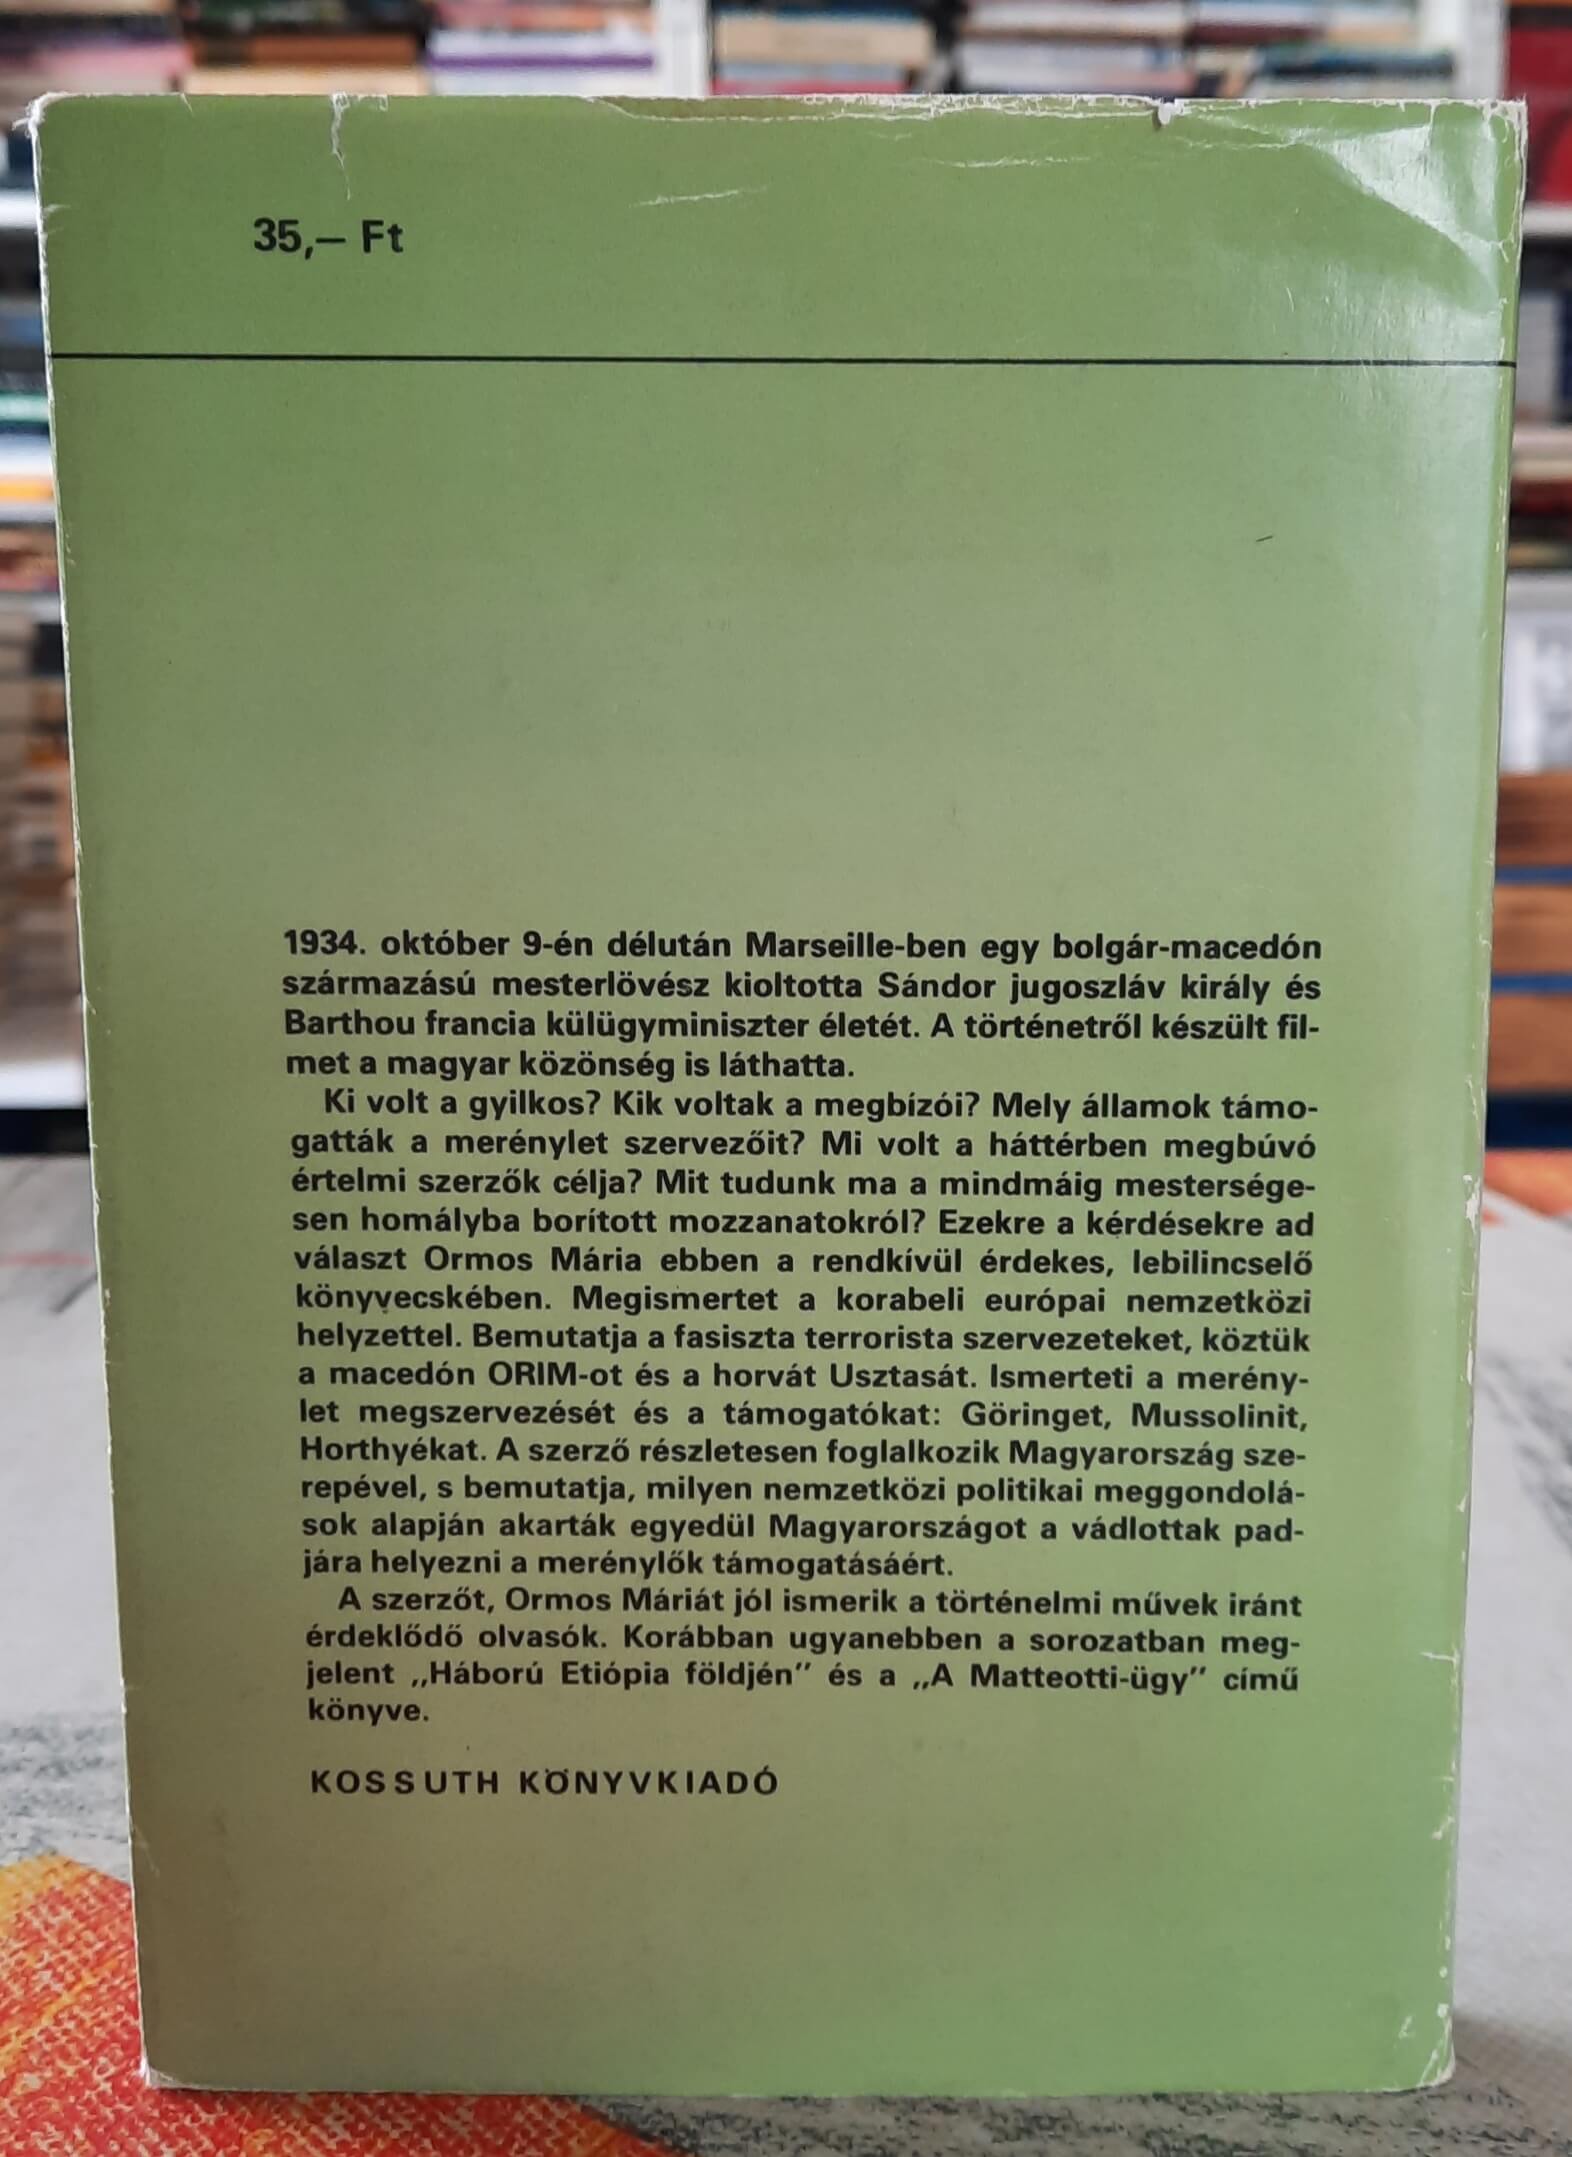 35,— Ft
1934. október 9-én délután Marseille-ben egy bolgár-macedón
származású mesterlövész kioltotta Sándor jugoszláv király és
Barthou francia külügyminiszter életét. A történetről készült fil-
met a magyar közönség is láthatta.
Ki volt a gyilkos? Kik voltak a megbízói? Mely államok támo-
gatták a merénylet szervezőit? Mi volt a háttérben megbúvó
értelmi szerzők célja? Mit tudunk ma a mindmáig mestersége-
sen homályba borított mozzanatokról? Ezekre a kérdésekre ad
választ Ormos Mária ebben a rendkívül érdekes, lebilincselő
könyvecskében. Megismertet a korabeli európai nemzetközi
helyzettel. Bemutatja a fasiszta terrorista szervezeteket, köztük
a macedón ORIM-ot és a horvát Usztasát. Ismerteti a merény-
let megszervezését és a támogatókat: Göringet, Mussolinit,
Horthyékat. A szerző részletesen foglalkozik Magyarország sze-
repével, s bemutatja, milyen nemzetközi politikai meggondolá-
sok alapján akarták egyedül Magyarországot a vádlottak pad-
jára helyezni a merénylők támogatásáért.
A szerzőt, Ormos Máriát jól ismerik a történelmi művek iránt
érdeklődő olvasók. Korábban ugyanebben a sorozatban meg-
jelent „Háború Etiópia földjén” és a „A Matteotti-ügy” című
könyve.
KOSSUTH KÖNYVKIADÓ